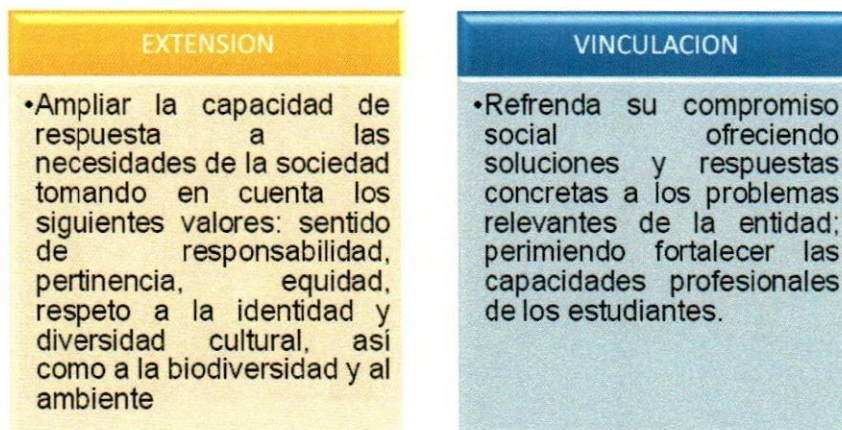 EXTENSION
•Ampliar la capacidad de
respuesta a las
necesidades de la sociedad
tomando en cuenta los
siguientes valores: sentido
de responsabilidad,
pertinencia, equidad,
respeto a la identidad y
diversidad cultural, así
como a la biodiversidad y al
ambiente
VINCULACION
•Refrenda su compromiso
social ofreciendo
soluciones y respuestas
concretas a los problemas
relevantes de la entidad;
perimiendo fortalecer las
capacidades profesionales
de los estudiantes.